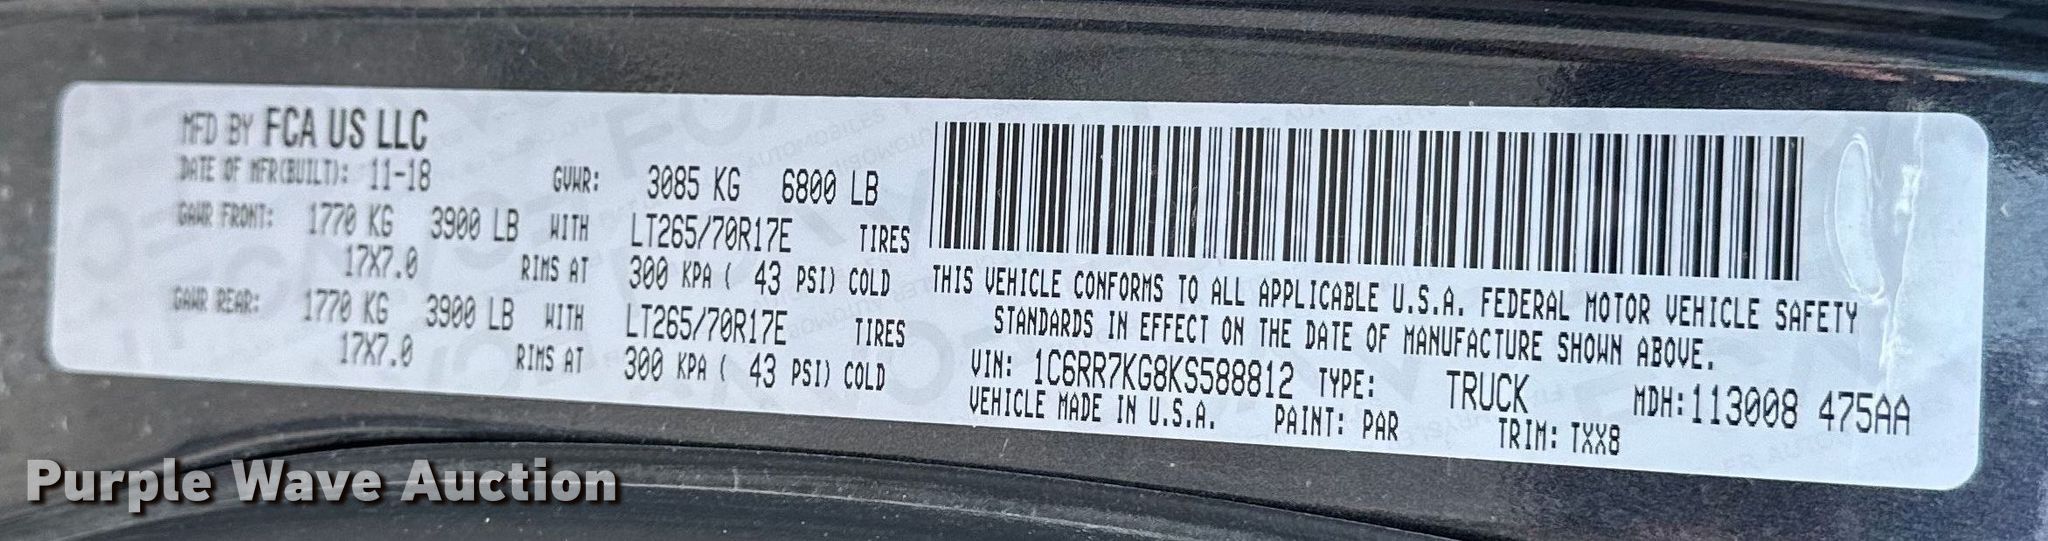 MFD BY FCA US LLC
DATE OF MFR(BUILT): 11-18 GVWR: 3085 KG 6800 LB
GAWR FRONT: 1770 KG 3900 LB WITH LT265/70R17E TIRES
17X7.0 RIMS AT 300 KPA ( 43 PSI) COLD
GAWR REAR: 1770 KG 3900 LB WITH LT265/70R17E TIRES
17X7.0 RIMS AT 300 KPA ( 43 PSI) COLD
THIS VEHICLE CONFORMS TO ALL APPLICABLE U.S.A. FEDERAL MOTOR VEHICLE SAFETY
STANDARDS IN EFFECT ON THE DATE OF MANUFACTURE SHOWN ABOVE.
VIN: 1C6RR7KG8KS588812 TYPE: TRUCK MDH: 113008 475AA
VEHICLE MADE IN U.S.A. PAINT: PAR TRIM: TXX8
Purple Wave Auction